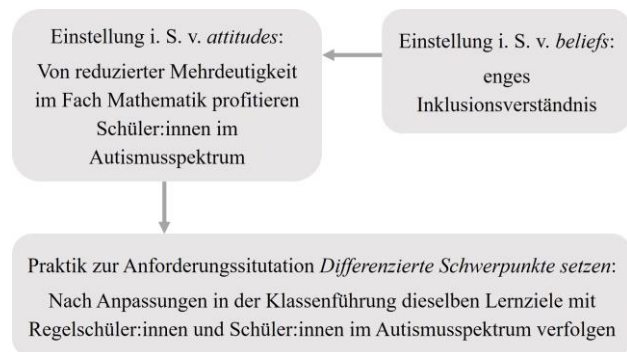 Einstellung i. S. v. attitudes:
Von reduzierter Mehrdeutigkeit
im Fach Mathematik profitieren
Schüler:innen im
Autismusspektrum
Einstellung i. S. v. beliefs:
enges
Inklusionsverständnis
Praktik zur Anforderungssitutation Differenzierte Schwerpunkte setzen:
Nach Anpassungen in der Klassenführung dieselben Lernziele mit
Regelschüler:innen und Schüler:innen im Autismusspektrum verfolgen